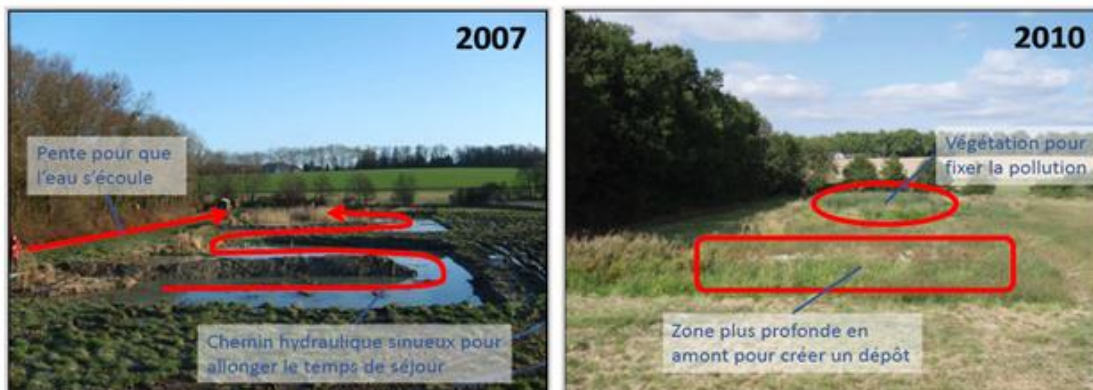 2007
Pente pour que
l'eau s'écoule
Chemin hydraulique sinueux pour
allonger le temps de séjour
2010
Végétation pour
fixer la pollution
Zone plus profonde en
amont pour créer un dépôt